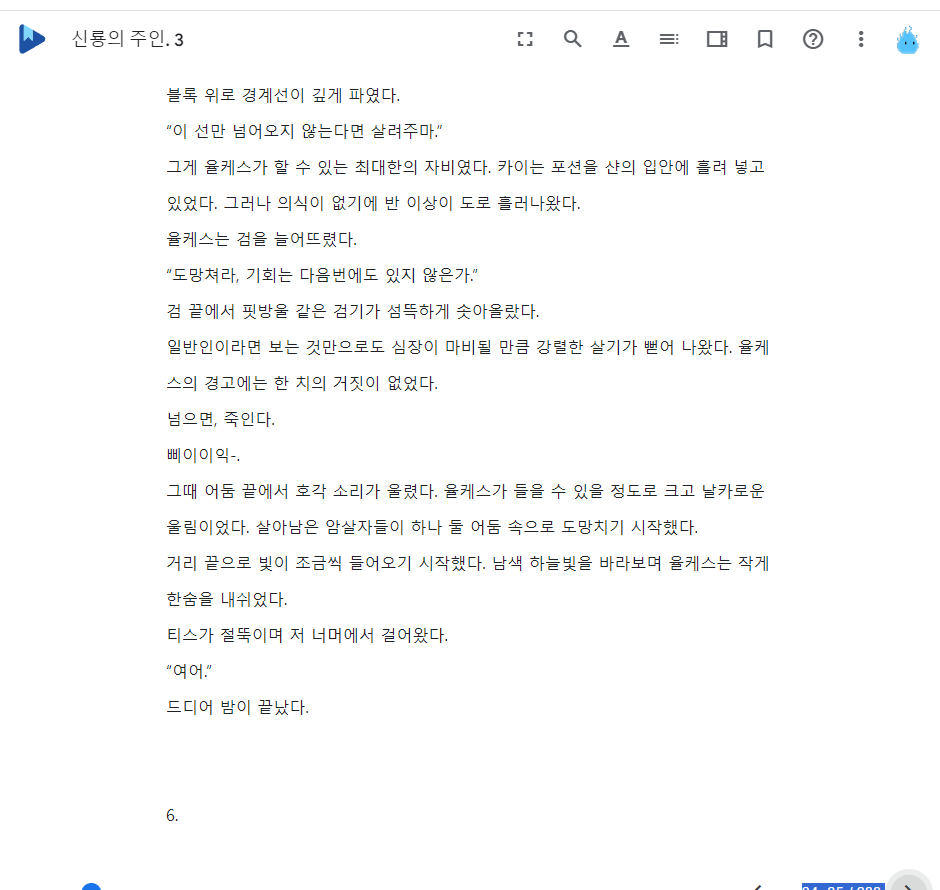 신룡의 주인. 3
블록 위로 경계선이 깊게 파였다.
“이 선만 넘어오지 않는다면 살려주마.”
그게 율케스가 할 수 있는 최대한의 자비였다. 카이는 포션을 샨의 입안에 흘려 넣고
있었다. 그러나 의식이 없기에 반 이상이 도로 흘러나왔다.
율케스는 검을 늘어뜨렸다.
“도망쳐라, 기회는 다음번에도 있지 않은가.”
검 끝에서 핏방울 같은 검기가 섬뜩하게 솟아올랐다.
일반인이라면 보는 것만으로도 심장이 마비될 만큼 강렬한 살기가 뻗어 나왔다. 율케
스의 경고에는 한 치의 거짓이 없었다.
넘으면, 죽인다.
삐이이익-.
그때 어둠 끝에서 호각 소리가 울렸다. 율케스가 들을 수 있을 정도로 크고 날카로운
울림이었다. 살아남은 암살자들이 하나 둘 어둠 속으로 도망치기 시작했다.
거리 끝으로 빛이 조금씩 들어오기 시작했다. 남색 하늘빛을 바라보며 율케스는 작게
한숨을 내쉬었다.
티스가 절뚝이며 저 너머에서 걸어왔다.
“여어.”
드디어 밤이 끝났다.
6.